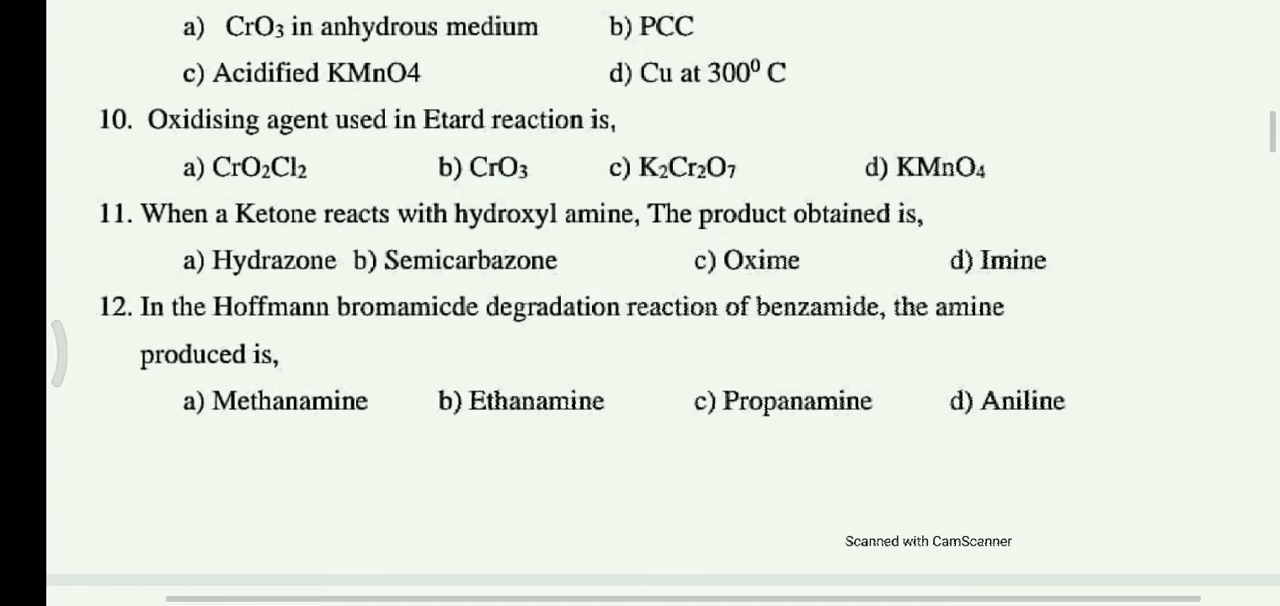 a) CrO₃ in anhydrous medium b) PCC
c) Acidified KMnO4 d) Cu at 300⁰ C
10. Oxidising agent used in Etard reaction is,
a) CrO₂Cl₂ b) CrO₃ c) K₂Cr₂O₇ d) KMnO₄
11. When a Ketone reacts with hydroxyl amine, The product obtained is,
a) Hydrazone b) Semicarbazone c) Oxime d) Imine
12. In the Hoffmann bromamicde degradation reaction of benzamide, the amine
produced is,
a) Methanamine b) Ethanamine c) Propanamine d) Aniline
Scanned with CamScanner